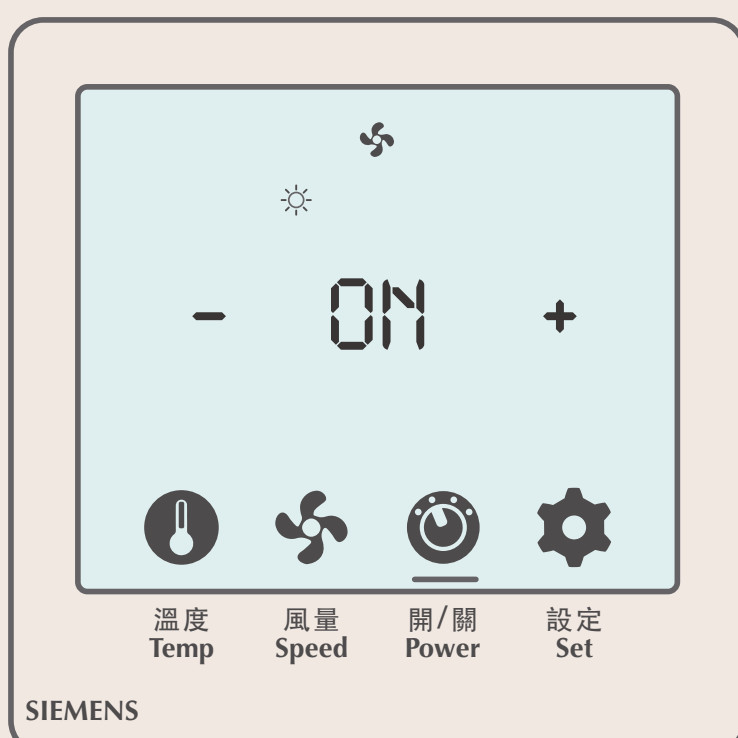 - ON +
溫度 風量 開/關 設定
Temp Speed Power Set
SIEMENS